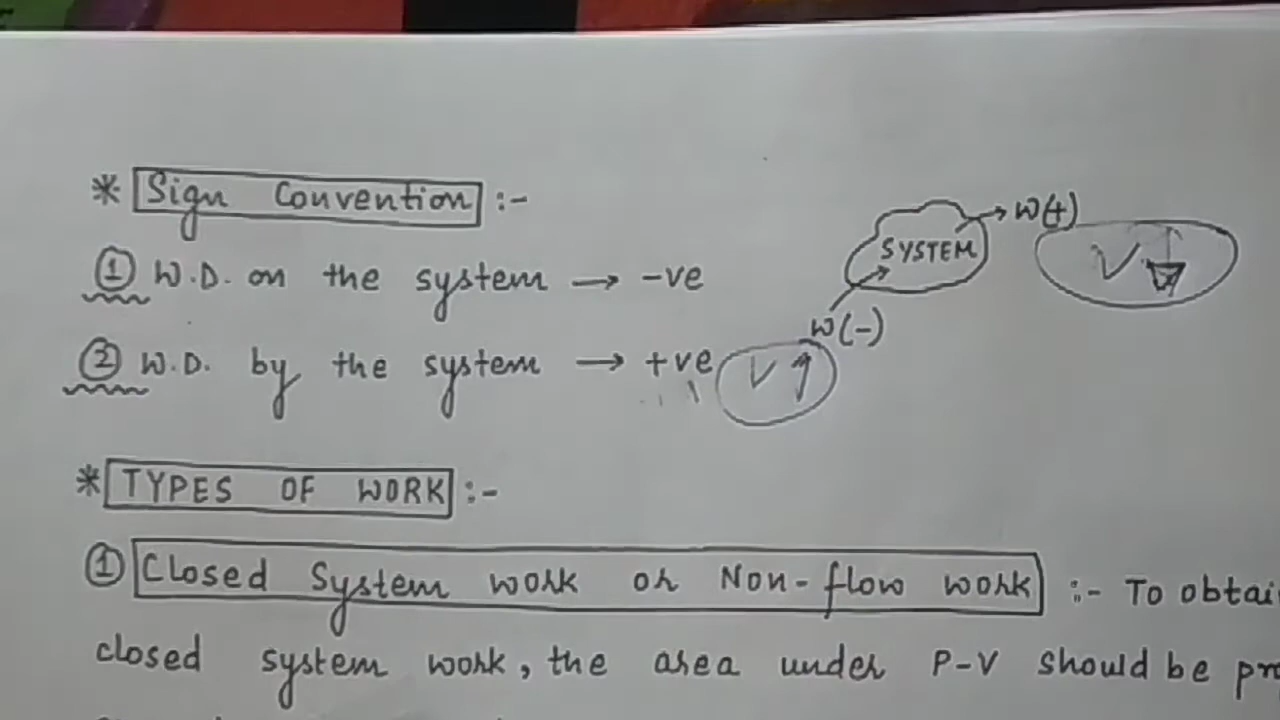 * Sign Convention :-
① W.D. on the system → -ve
② W.D. by the system → +ve
SYSTEM
W(+)
V
W(-)
V ↑
* TYPES OF WORK :-
① Closed System work or Non-flow work :- To obtai
closed system work, the area under P-V should be pr